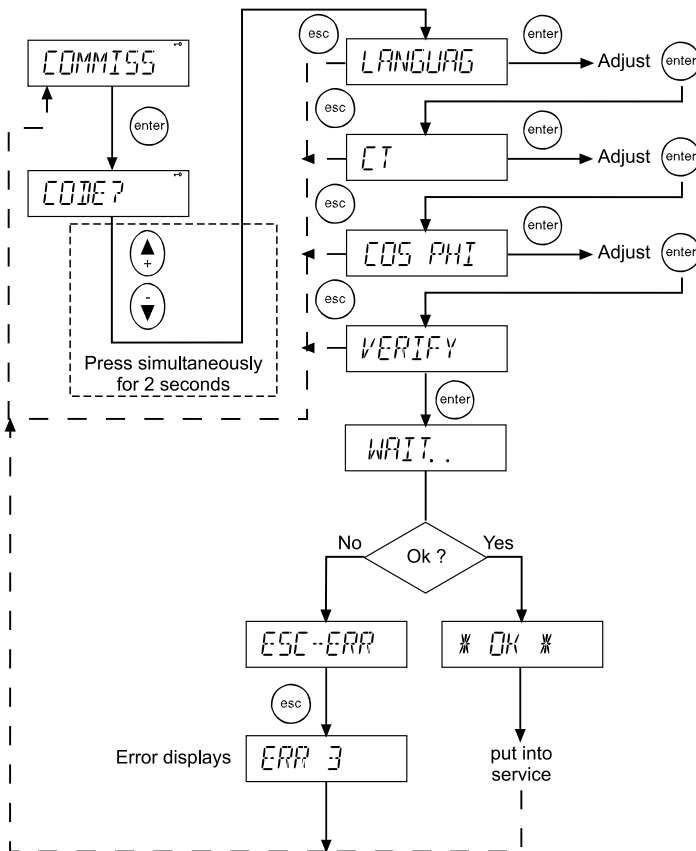 COMMISS
enter
CODE?
+
-
Press simultaneously
for 2 seconds
esc
LANGUAG
enter
Adjust
enter
esc
CT
enter
Adjust
enter
esc
COS PHI
enter
Adjust
enter
esc
VERIFY
enter
WAIT..
No
Ok ?
Yes
ESC-ERR
* OK *
esc
Error displays
ERR 3
put into
service